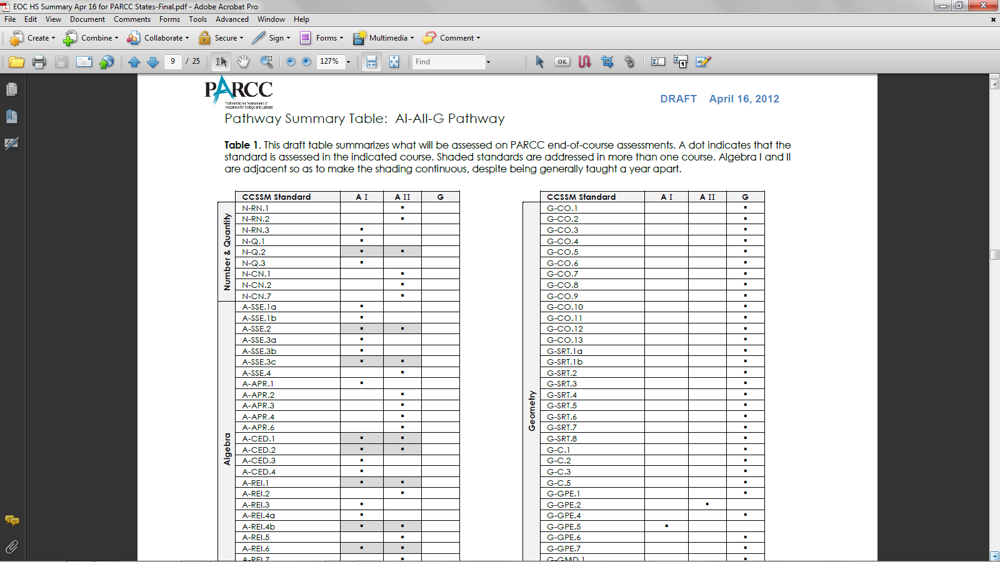 EOC HS Summary Apr 16 for PARCC States-Final.pdf - Adobe Acrobat Pro
File Edit View Document Comments Forms Tools Advanced Window Help
Create Combine Collaborate Secure Sign Forms Multimedia Comment
9 / 25 127% Find OK
PARCC
Partnership for Assessment of
Readiness for College and Careers
DRAFT April 16, 2012
Pathway Summary Table: AI-AII-G Pathway
Table 1. This draft table summarizes what will be assessed on PARCC end-of-course assessments. A dot indicates that the
standard is assessed in the indicated course. Shaded standards are addressed in more than one course. Algebra I and II
are adjacent so as to make the shading continuous, despite being generally taught a year apart.
CCSSM Standard A I A II G
Number & Quantity
N-RN.1 ▪
N-RN.2 ▪
N-RN.3 ▪
N-Q.1 ▪
N-Q.2 ▪ ▪
N-Q.3 ▪
N-CN.1 ▪
N-CN.2 ▪
N-CN.7 ▪
Algebra
A-SSE.1a ▪
A-SSE.1b ▪
A-SSE.2 ▪ ▪
A-SSE.3a ▪
A-SSE.3b ▪
A-SSE.3c ▪ ▪
A-SSE.4 ▪
A-APR.1 ▪
A-APR.2 ▪
A-APR.3 ▪
A-APR.4 ▪
A-APR.6 ▪
A-CED.1 ▪ ▪
A-CED.2 ▪ ▪
A-CED.3 ▪
A-CED.4 ▪
A-REI.1 ▪ ▪
A-REI.2 ▪
A-REI.3 ▪
A-REI.4a ▪
A-REI.4b ▪ ▪
A-REI.5 ▪
A-REI.6 ▪ ▪
A-REI.7 ▪
CCSSM Standard A I A II G
Geometry
G-CO.1 ▪
G-CO.2 ▪
G-CO.3 ▪
G-CO.4 ▪
G-CO.5 ▪
G-CO.6 ▪
G-CO.7 ▪
G-CO.8 ▪
G-CO.9 ▪
G-CO.10 ▪
G-CO.11 ▪
G-CO.12 ▪
G-CO.13 ▪
G-SRT.1a ▪
G-SRT.1b ▪
G-SRT.2 ▪
G-SRT.3 ▪
G-SRT.4 ▪
G-SRT.5 ▪
G-SRT.6 ▪
G-SRT.7 ▪
G-SRT.8 ▪
G-C.1 ▪
G-C.2 ▪
G-C.3 ▪
G-C.5 ▪
G-GPE.1 ▪
G-GPE.2 ▪
G-GPE.4 ▪
G-GPE.5 ▪
G-GPE.6 ▪
G-GPE.7 ▪
G-GMD.1 ▪